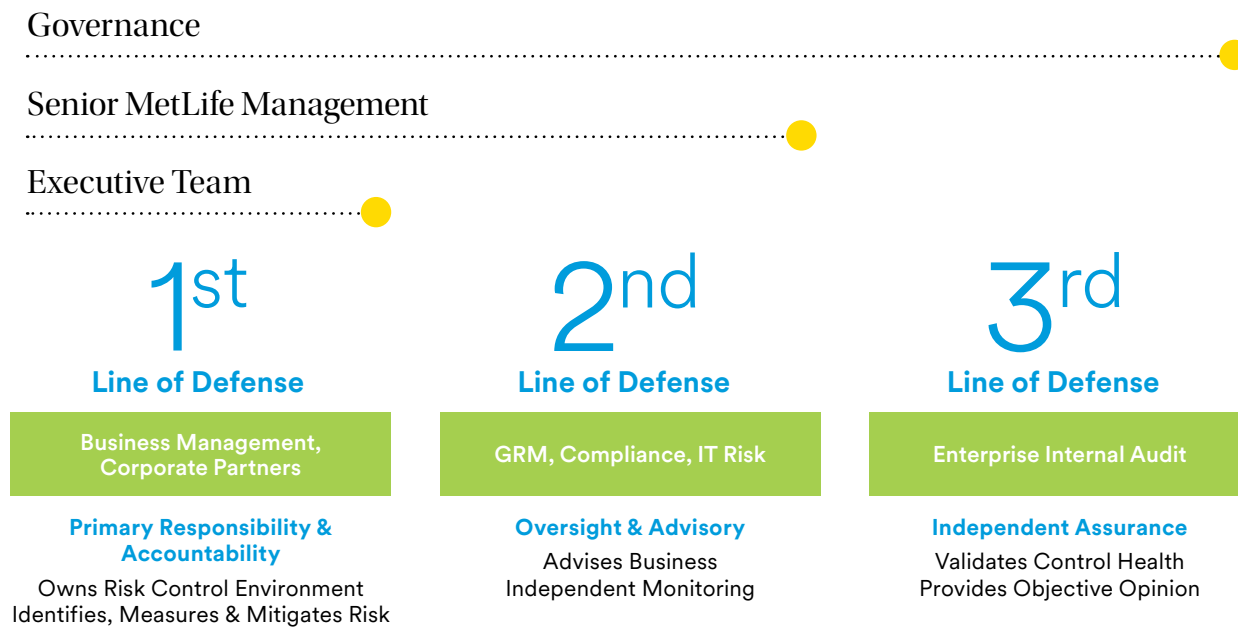 Governance
Senior MetLife Management
Executive Team
1st
Line of Defense
Business Management,
Corporate Partners
Primary Responsibility &
Accountability
Owns Risk Control Environment
Identifies, Measures & Mitigates Risk
2nd
Line of Defense
GRM, Compliance, IT Risk
Oversight & Advisory
Advises Business
Independent Monitoring
3rd
Line of Defense
Enterprise Internal Audit
Independent Assurance
Validates Control Health
Provides Objective Opinion